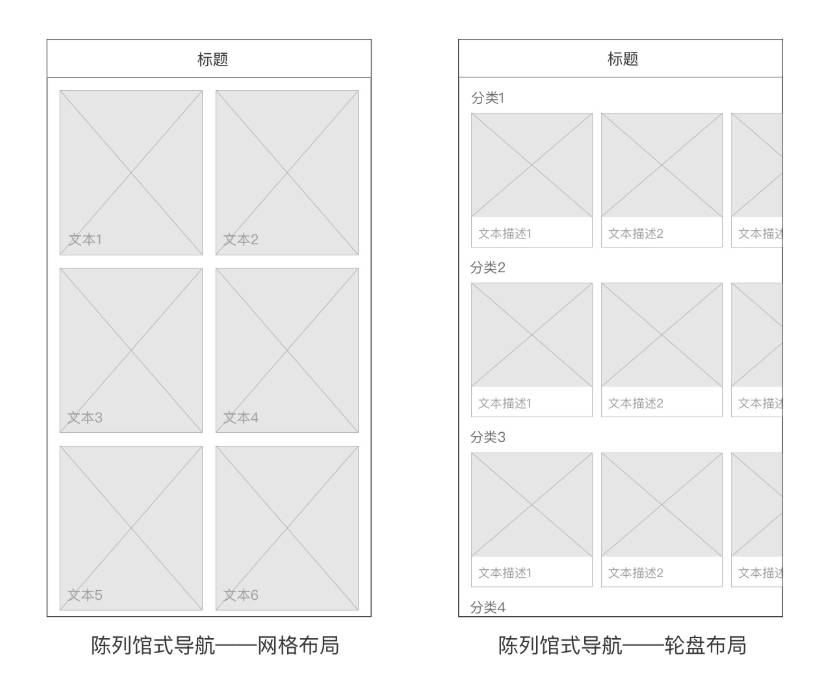 标题
文本1
文本2
文本3
文本4
文本5
文本6
陈列馆式导航——网格布局
标题
分类1
文本描述1
文本描述2
文本描述
分类2
文本描述1
文本描述2
文本描述
分类3
文本描述1
文本描述2
文本描述
分类4
陈列馆式导航——轮盘布局